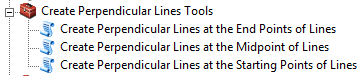 Create Perpendicular Lines Tools
Create Perpendicular Lines at the End Points of Lines
Create Perpendicular Lines at the Midpoint of Lines
Create Perpendicular Lines at the Starting Points of Lines